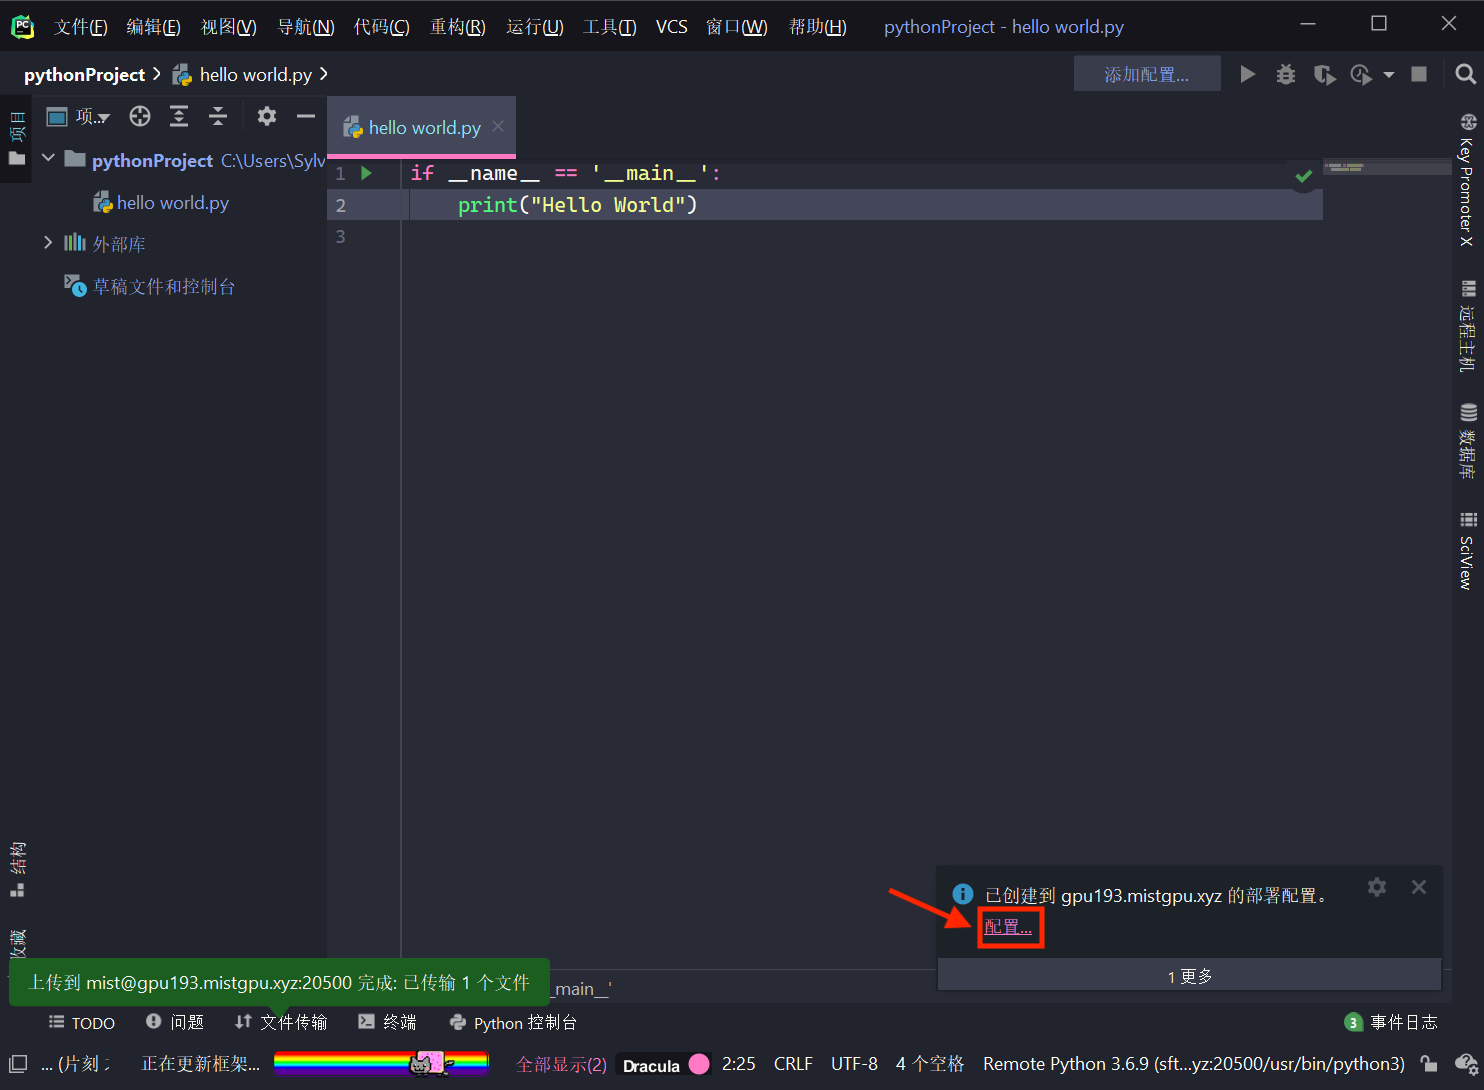 文件(F) 编辑(E) 视图(V) 导航(N) 代码(C) 重构(R) 运行(U) 工具(T) VCS 窗口(W) 帮助(H) pythonProject - hello world.py
pythonProject hello world.py
添加配置...
项目
项...
hello world.py
pythonProject C:\Users\Sylv
hello world.py
外部库
草稿文件和控制台
1 if __name__ == '__main__':
2 print("Hello World")
3
Key Promoter X
远程主机
数据库
SciView
结构
收藏
已创建到 gpu193.mistgpu.xyz 的部署配置。
配置...
1 更多
上传到 mist@gpu193.mistgpu.xyz:20500 完成: 已传输 1 个文件
_main__'
TODO 问题 文件传输 终端 Python 控制台 3 事件日志
... (片刻 正在更新框架... 全部显示(2) Dracula 2:25 CRLF UTF-8 4 个空格 Remote Python 3.6.9 (sft...yz:20500/usr/bin/python3)